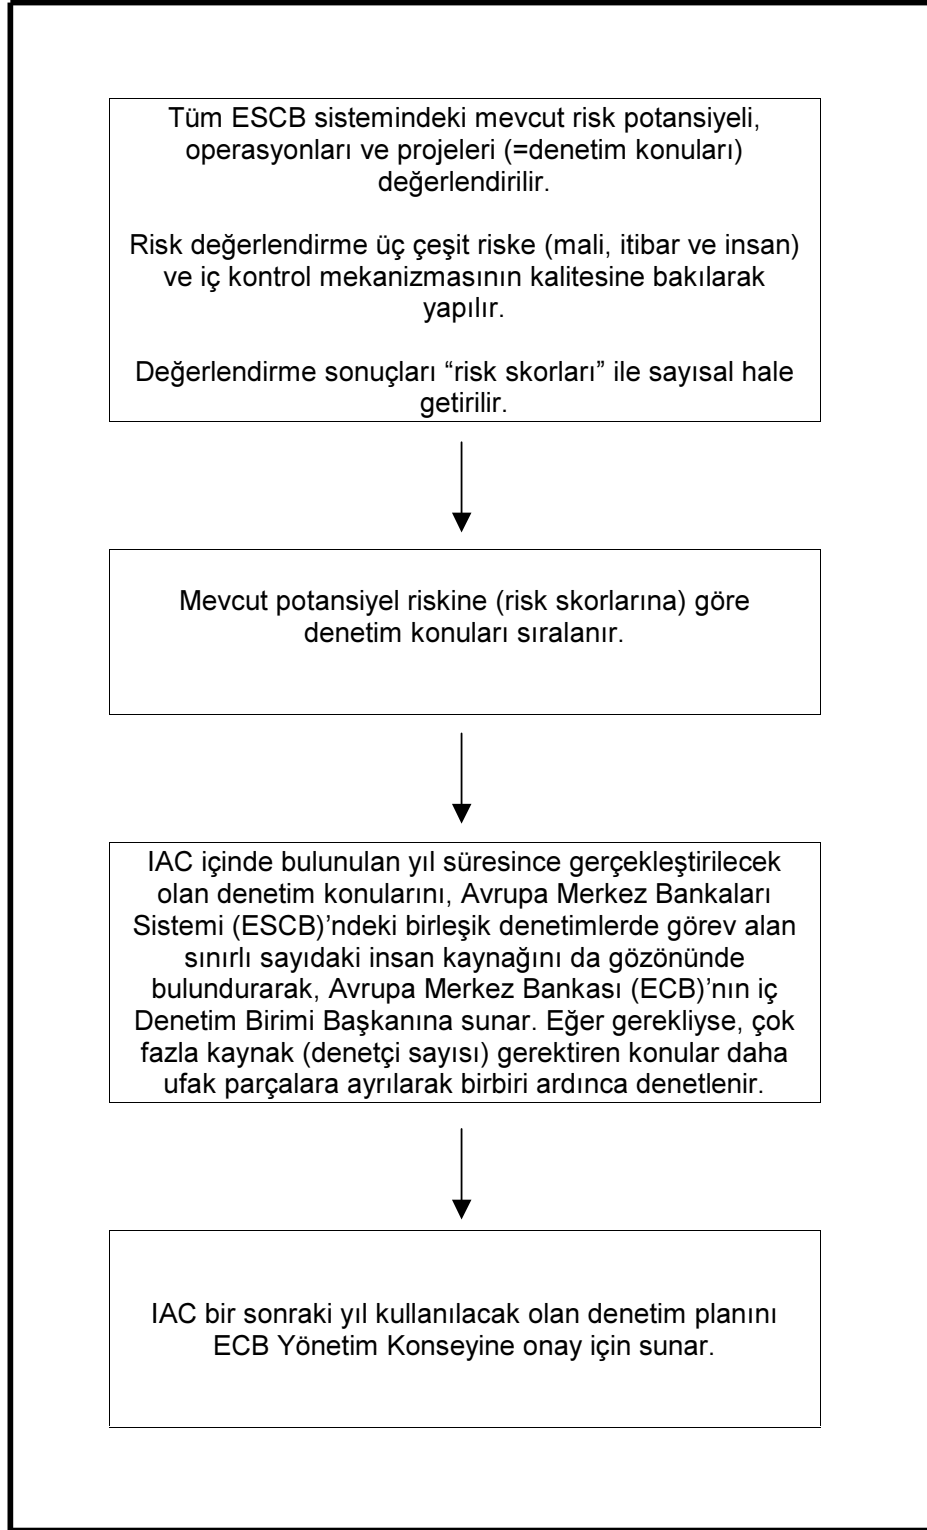 Tüm ESCB sistemindeki mevcut risk potansiyeli,
operasyonları ve projeleri (=denetim konuları)
değerlendirilir.
Risk değerlendirme üç çeşit riske (mali, itibar ve insan)
ve iç kontrol mekanizmasının kalitesine bakılarak
yapılır.
Değerlendirme sonuçları “risk skorları” ile sayısal hale
getirilir.
Mevcut potansiyel riskine (risk skorlarına) göre
denetim konuları sıralanır.
IAC içinde bulunulan yıl süresince gerçekleştirilecek
olan denetim konularını, Avrupa Merkez Bankaları
Sistemi (ESCB)’ndeki birleşik denetimlerde görev alan
sınırlı sayıdaki insan kaynağını da gözönünde
bulundurarak, Avrupa Merkez Bankası (ECB)’nın iç
Denetim Birimi Başkanına sunar. Eğer gerekliyse, çok
fazla kaynak (denetçi sayısı) gerektiren konular daha
ufak parçalara ayrılarak birbiri ardınca denetlenir.
IAC bir sonraki yıl kullanılacak olan denetim planını
ECB Yönetim Konseyine onay için sunar.